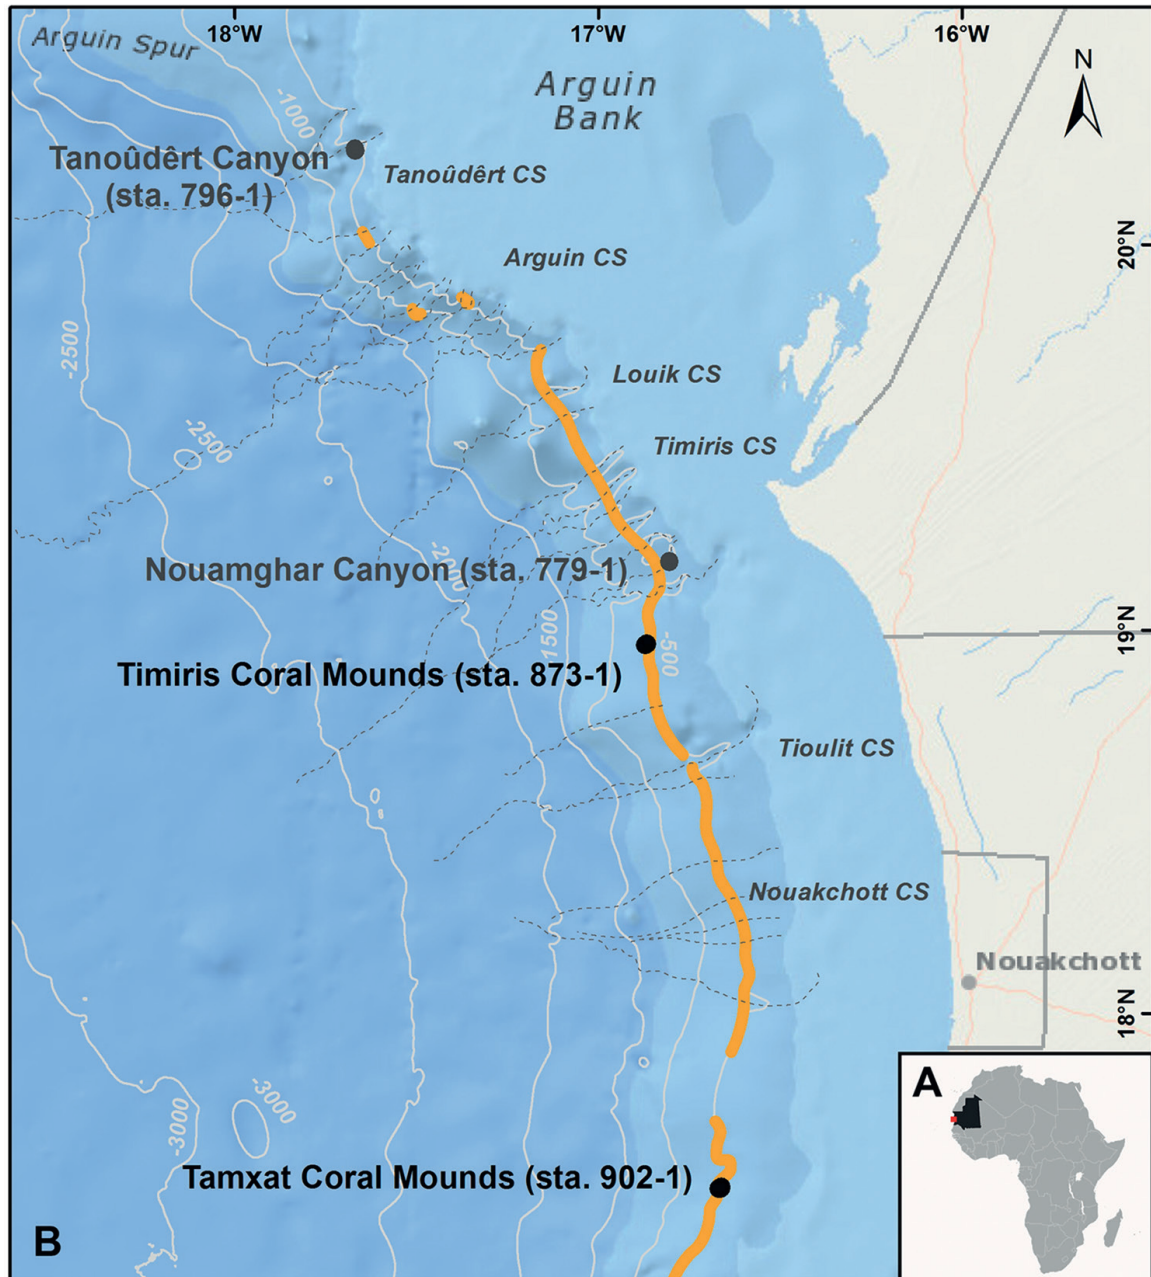 18°W
17°W
16°W
Arguin Spur
N
Arguin
Bank
-1000
Tanoûdêrt Canyon
(sta. 796-1)
Tanoûdêrt CS
20°N
Arguin CS
-2500
Louik CS
-2500
Timiris CS
-2000
Nouamghar Canyon (sta. 779-1)
1500
19°N
-500
Timiris Coral Mounds (sta. 873-1)
Tioulit CS
Nouakchott CS
Nouakchott
18°N
A
-3000
-3000
Tamxat Coral Mounds (sta. 902-1)
B